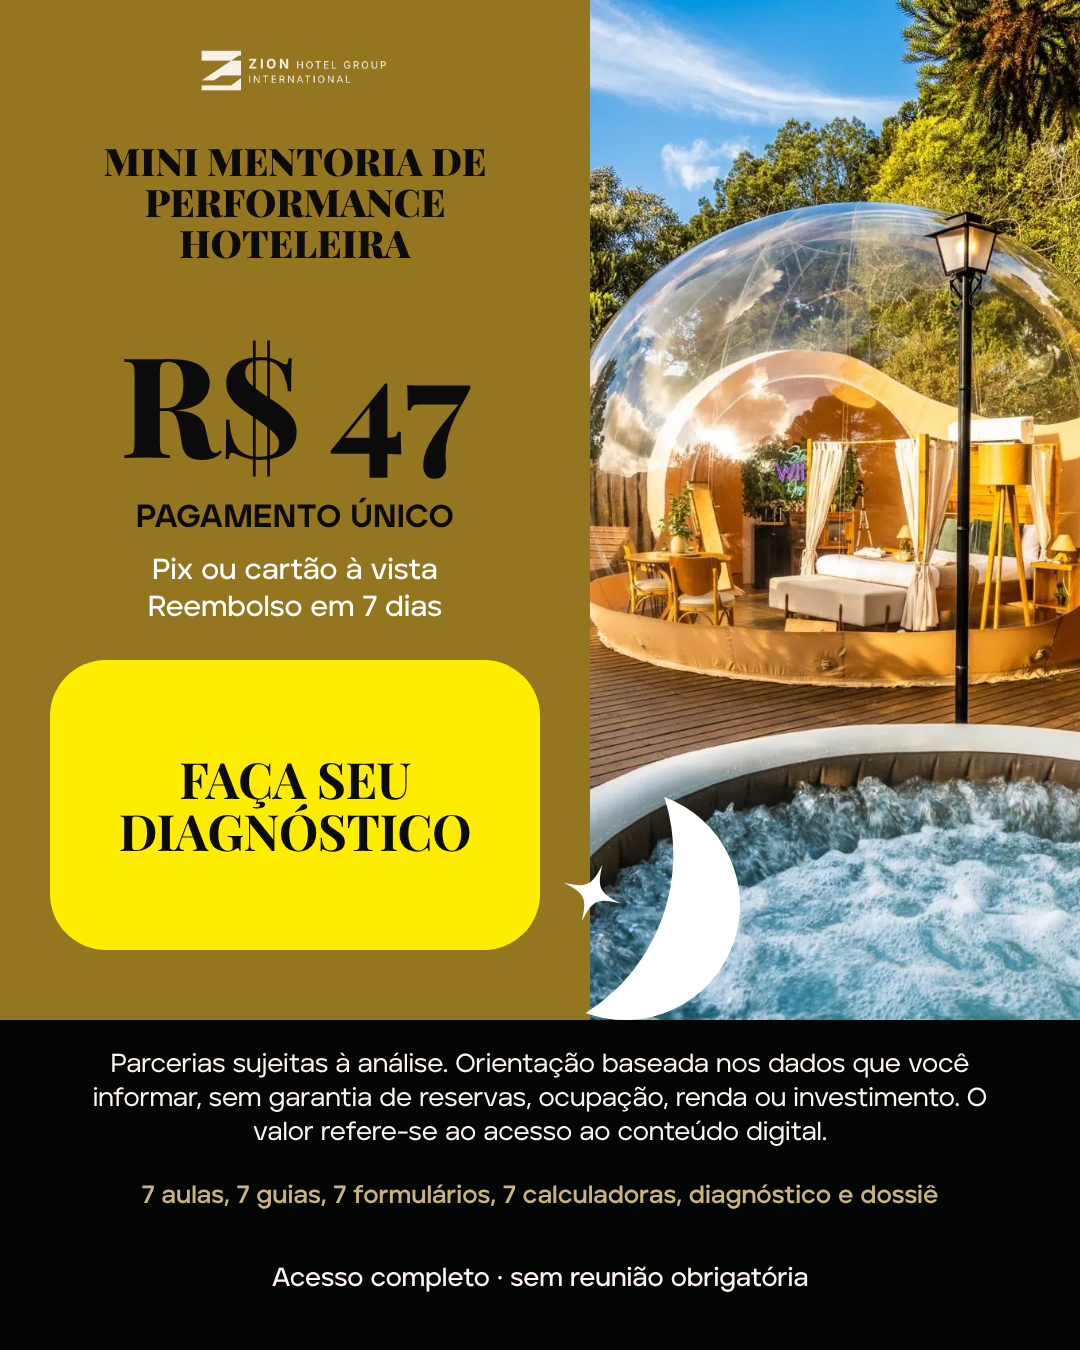 ZION HOTEL GROUP
INTERNATIONAL
MINI MENTORIA DE
PERFORMANCE
HOTELEIRA
R$ 47
PAGAMENTO ÚNICO
Pix ou cartão à vista
Reembolso em 7 dias
FAÇA SEU
DIAGNÓSTICO
Parcerias sujeitas à análise. Orientação baseada nos dados que você
informar, sem garantia de reservas, ocupação, renda ou investimento. O
valor refere-se ao acesso ao conteúdo digital.
7 aulas, 7 guias, 7 formulários, 7 calculadoras, diagnóstico e dossiê
Acesso completo · sem reunião obrigatória